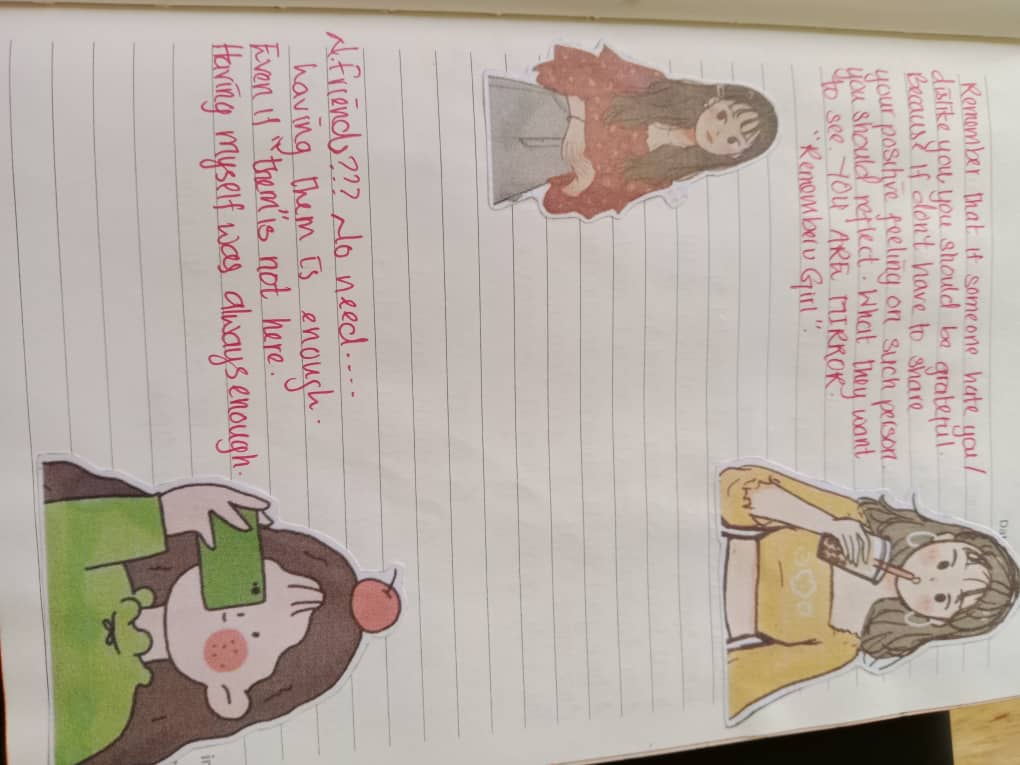 Da
Remember that if someone hate you/
dislike you you should be grateful.
Because if don't have to share
your positive feeling on such person.
you should reflect. What they want
to see. YOU ARE MIRROR.
"Rememberu Girl".
N.friends??? No need....
having them is enough.
Even if "them" is not here.
Having myself was always enough.